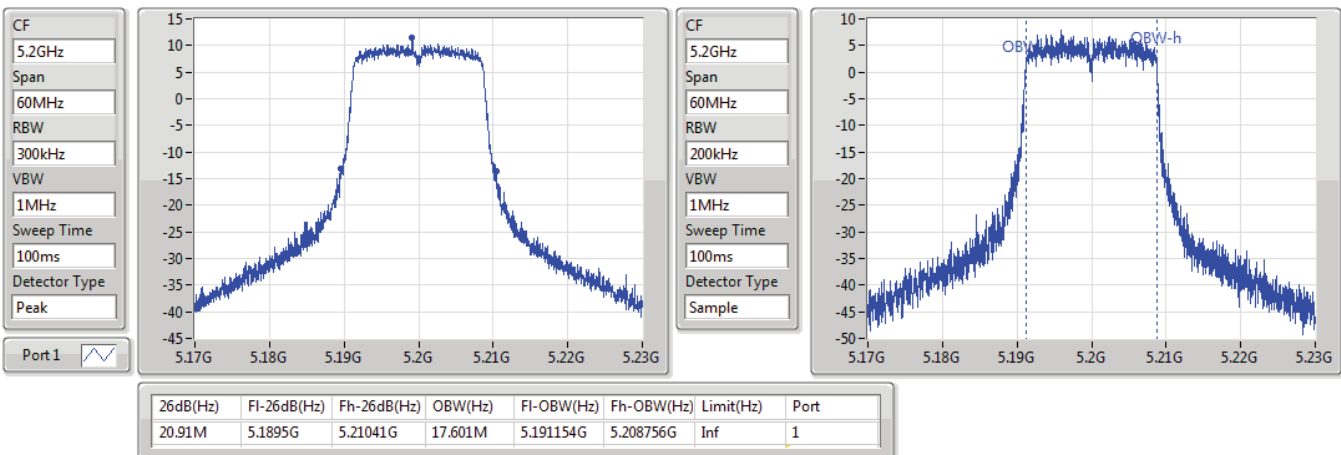 CF
5.2GHz
Span
60MHz
RBW
300kHz
VBW
1MHz
Sweep Time
100ms
Detector Type
Peak
Port 1
15
10
5
0
-5
-10
-15
-20
-25
-30
-35
-40
-45
5.17G 5.18G 5.19G 5.2G 5.21G 5.22G 5.23G
CF
5.2GHz
Span
60MHz
RBW
200kHz
VBW
1MHz
Sweep Time
100ms
Detector Type
Sample
10
5
0
-5
-10
-15
-20
-25
-30
-35
-40
-45
-50
OBW-h
5.17G 5.18G 5.19G 5.2G 5.21G 5.22G 5.23G
26dB(Hz) Fl-26dB(Hz) Fh-26dB(Hz) OBW(Hz) Fl-OBW(Hz) Fh-OBW(Hz) Limit(Hz) Port
20.91M 5.1895G 5.21041G 17.601M 5.191154G 5.208756G Inf 1